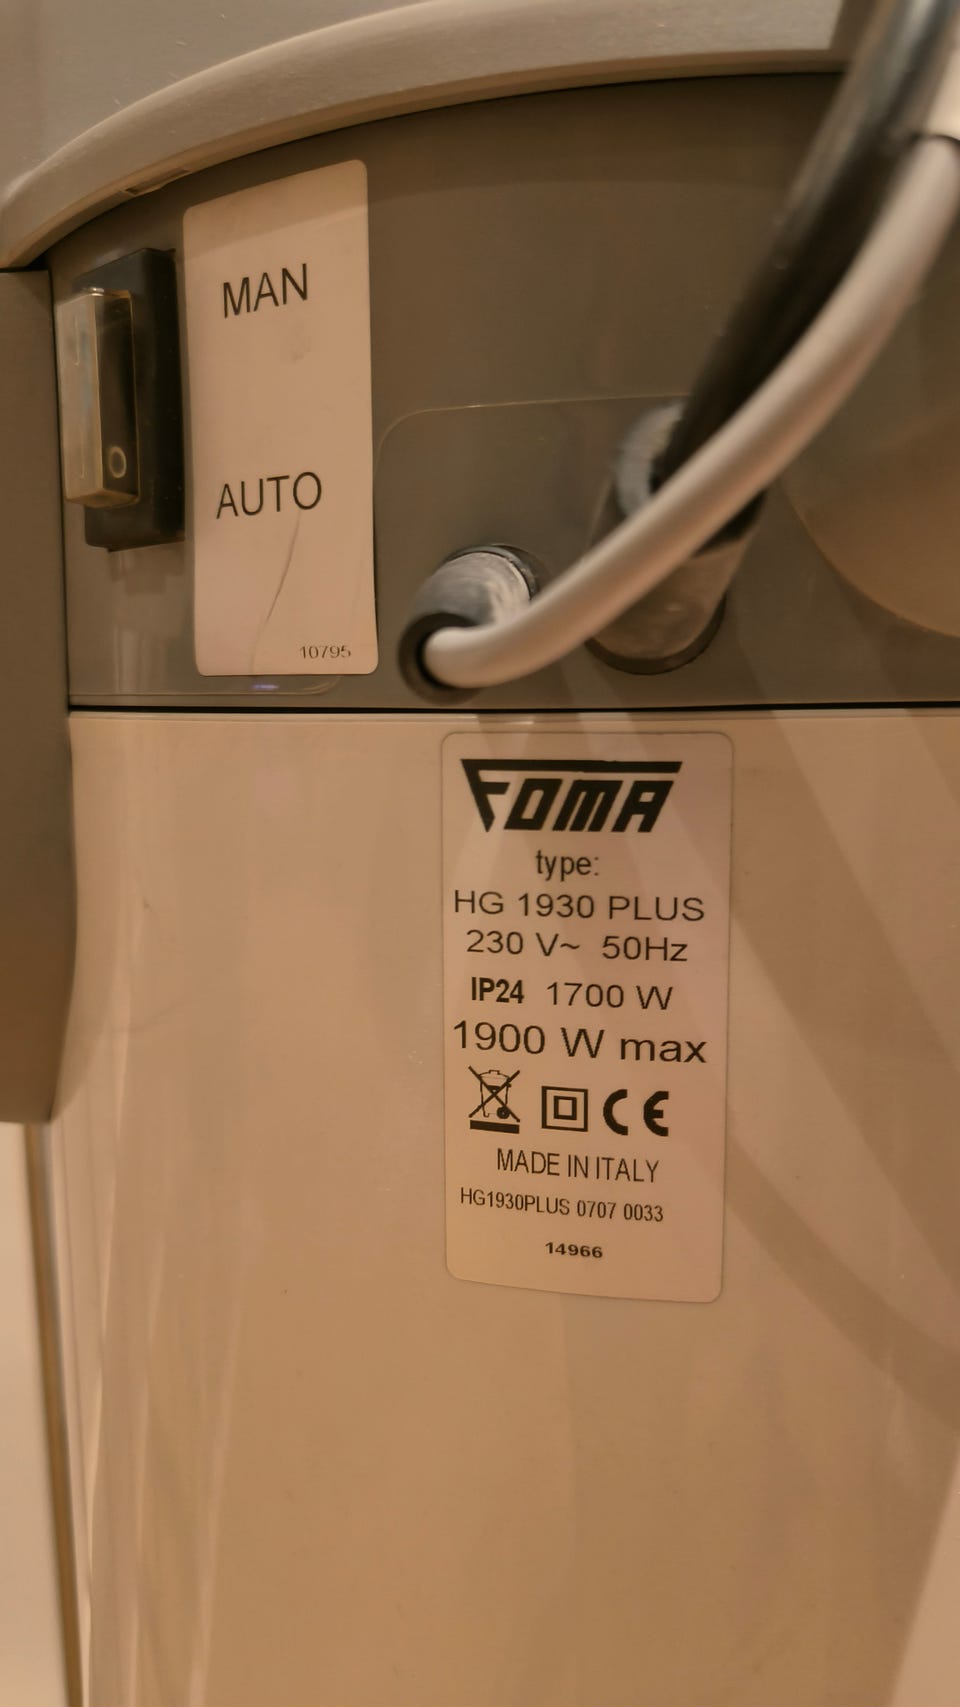 MAN
O
AUTO
10795
FOMA
type:
HG 1930 PLUS
230 V~ 50Hz
IP24 1700 W
1900 W max
CE
MADE IN ITALY
HG1930PLUS 0707 0033
14966